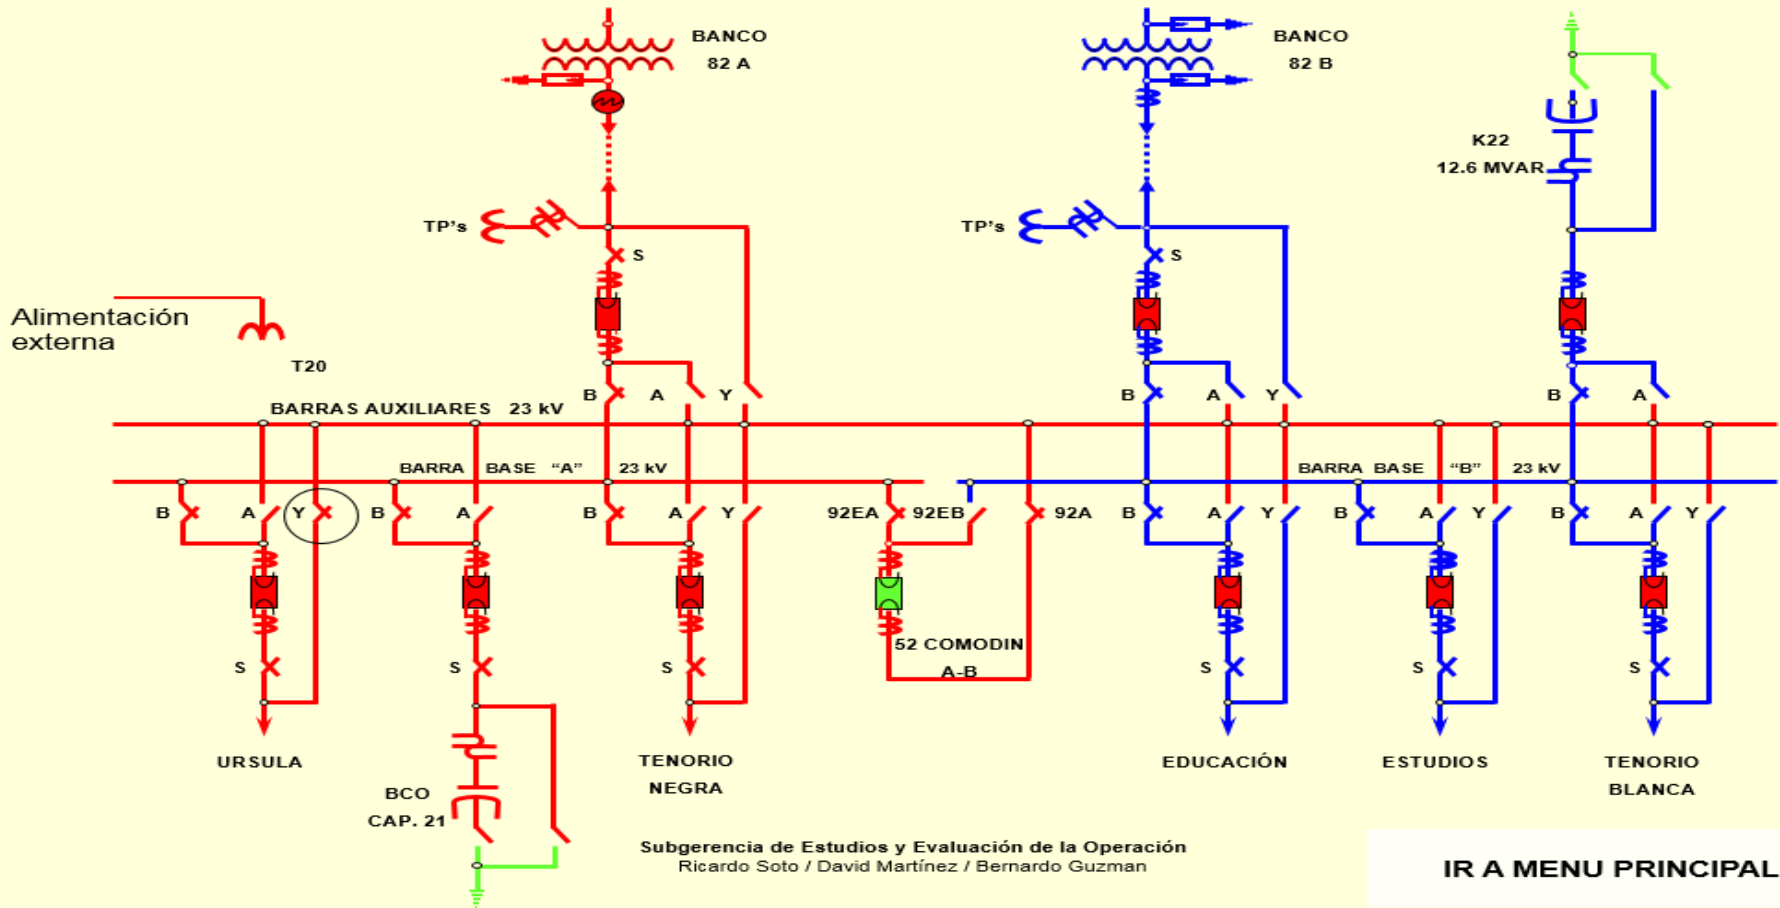 BANCO
82 A
BANCO
82 B
K22
12.6 MVAR
TP's
S
TP's
S
Alimentación
externa
T20
B
A
Y
B
A
Y
B
A
BARRAS AUXILIARES 23 kV
BARRA BASE “A” 23 kV
BARRA BASE “B” 23 kV
B
A
Y
B
A
B
A
Y
92EA
92EB
92A
B
A
Y
B
A
Y
B
A
Y
52 COMODIN
A-B
S
S
S
S
S
S
URSULA
TENORIO
NEGRA
EDUCACIÓN
ESTUDIOS
TENORIO
BLANCA
BCO
CAP. 21
Subgerencia de Estudios y Evaluación de la Operación
Ricardo Soto / David Martínez / Bernardo Guzman
IR A MENU PRINCIPAL